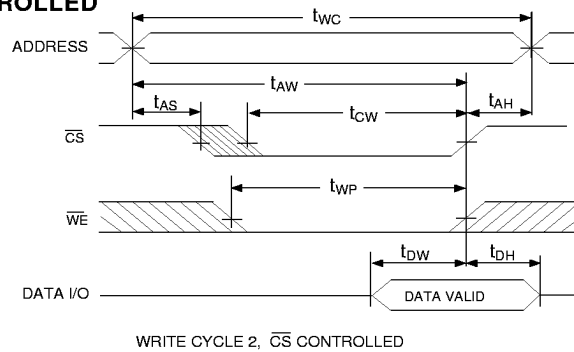 ROLLED
tWC
ADDRESS
tAW
tAS
tAH
tCW
CS
tWP
WE
tDW
tDH
DATA I/O
DATA VALID
WRITE CYCLE 2, CS CONTROLLED